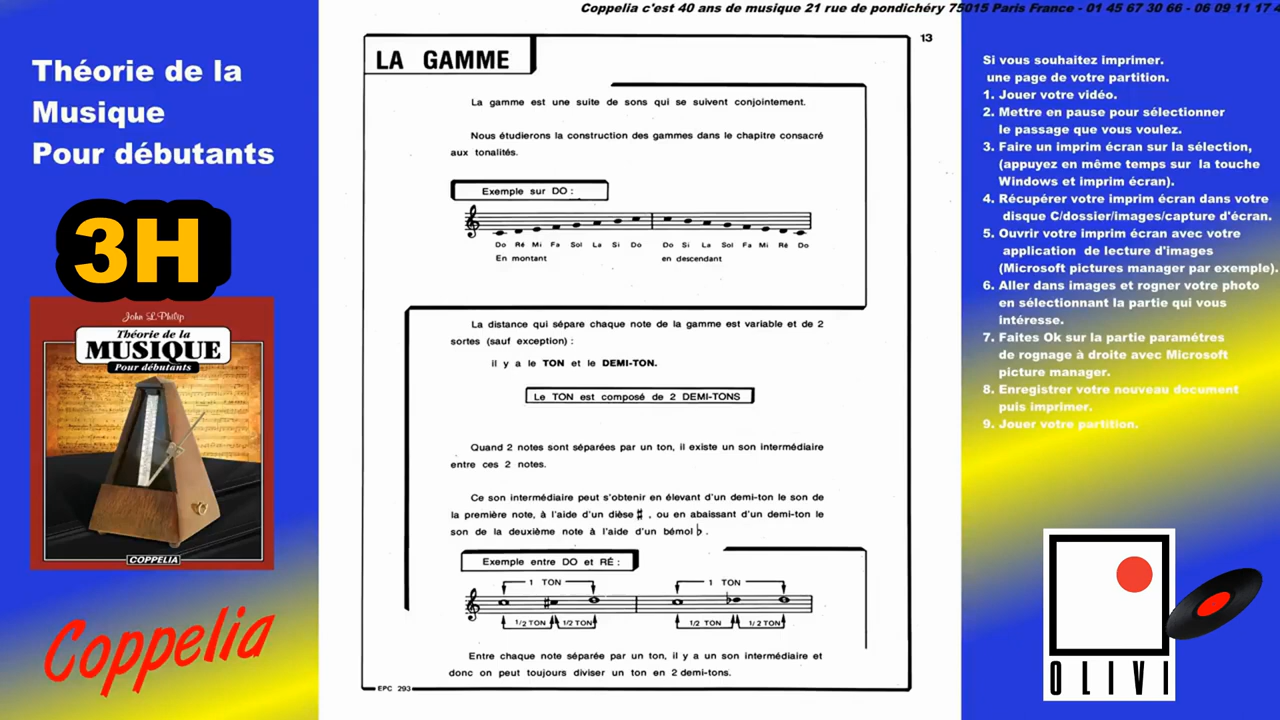 Coppelia c'est 40 ans de musique 21 rue de pondichéry 75015 Paris France - 01 45 67 30 66 - 06 09 11 17 4
Théorie de la
Musique
Pour débutants
3H
John L. Philip
Théorie de la
MUSIQUE
Pour débutants
COPPELIA
Coppelia
13
LA GAMME
La gamme est une suite de sons qui se suivent conjointement.
Nous étudierons la construction des gammes dans le chapitre consacré
aux tonalités.
Exemple sur DO :
Do Ré Mi Fa Sol La Si Do Do Si La Sol Fa Mi Ré Do
En montant en descendant
La distance qui sépare chaque note de la gamme est variable et de 2
sortes (sauf exception) :
il y a le TON et le DEMI-TON.
Le TON est composé de 2 DEMI-TONS
Quand 2 notes sont séparées par un ton, il existe un son intermédiaire
entre ces 2 notes.
Ce son intermédiaire peut s'obtenir en élevant d'un demi-ton le son de
la première note, à l'aide d'un dièse ♯ , ou en abaissant d'un demi-ton le
son de la deuxième note à l'aide d'un bémol ♭ .
Exemple entre DO et RÉ :
1 TON 1 TON
1/2 TON 1/2 TON 1/2 TON 1/2 TON
Entre chaque note séparée par un ton, il y a un son intermédiaire et
donc on peut toujours diviser un ton en 2 demi-tons.
EPC 293
Si vous souhaitez imprimer.
une page de votre partition.
1. Jouer votre vidéo.
2. Mettre en pause pour sélectionner
le passage que vous voulez.
3. Faire un imprim écran sur la sélection,
(appuyez en même temps sur la touche
Windows et imprim écran).
4. Récupérer votre imprim écran dans votre
disque C/dossier/images/capture d'écran.
5. Ouvrir votre imprim écran avec votre
application de lecture d'images
(Microsoft pictures manager par exemple).
6. Aller dans images et rogner votre photo
en sélectionnant la partie qui vous
intéresse.
7. Faites Ok sur la partie paramétres
de rognage à droite avec Microsoft
picture manager.
8. Enregistrer votre nouveau document
puis imprimer.
9. Jouer votre partition.
OLIVI